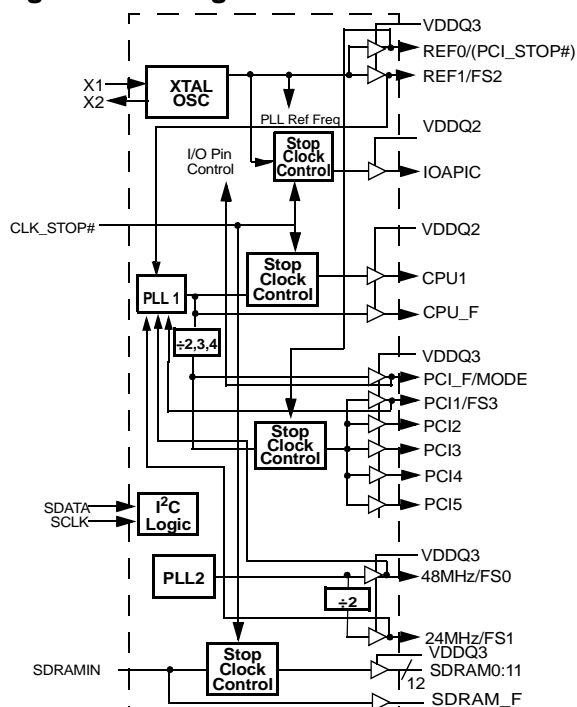 VDDQ3
REF0/(PCI_STOP#)
X1
XTAL
OSC
REF1/FS2
X2
PLL Ref Freq
VDDQ2
I/O Pin
Control
Stop
Clock
Control
IOAPIC
CLK_STOP#
VDDQ2
Stop
Clock
Control
CPU1
PLL 1
CPU_F
÷2,3,4
VDDQ3
PCI_F/MODE
PCI1/FS3
Stop
Clock
Control
PCI2
PCI3
PCI4
PCI5
SDATA
SCLK
I²C
Logic
VDDQ3
PLL2
48MHz/FS0
÷2
24MHz/FS1
VDDQ3
SDRAMIN
Stop
Clock
Control
SDRAM0:11
12
SDRAM_F